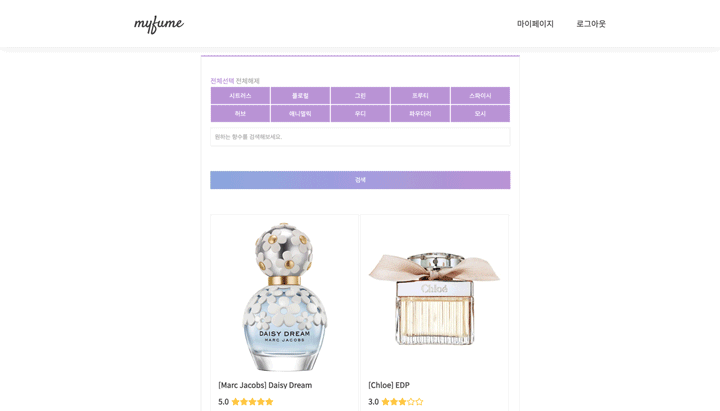 myfume
마이페이지 로그아웃
전체선택 전체해제
시트러스 플로럴 그린 프루티 스파이시
허브 애니멀릭 우디 파우더리 모시
원하는 향수를 검색해보세요.
검색
DAISY DREAM
MARC JACOBS
Chloé
[Marc Jacobs] Daisy Dream
[Chloe] EDP
5.0
3.0